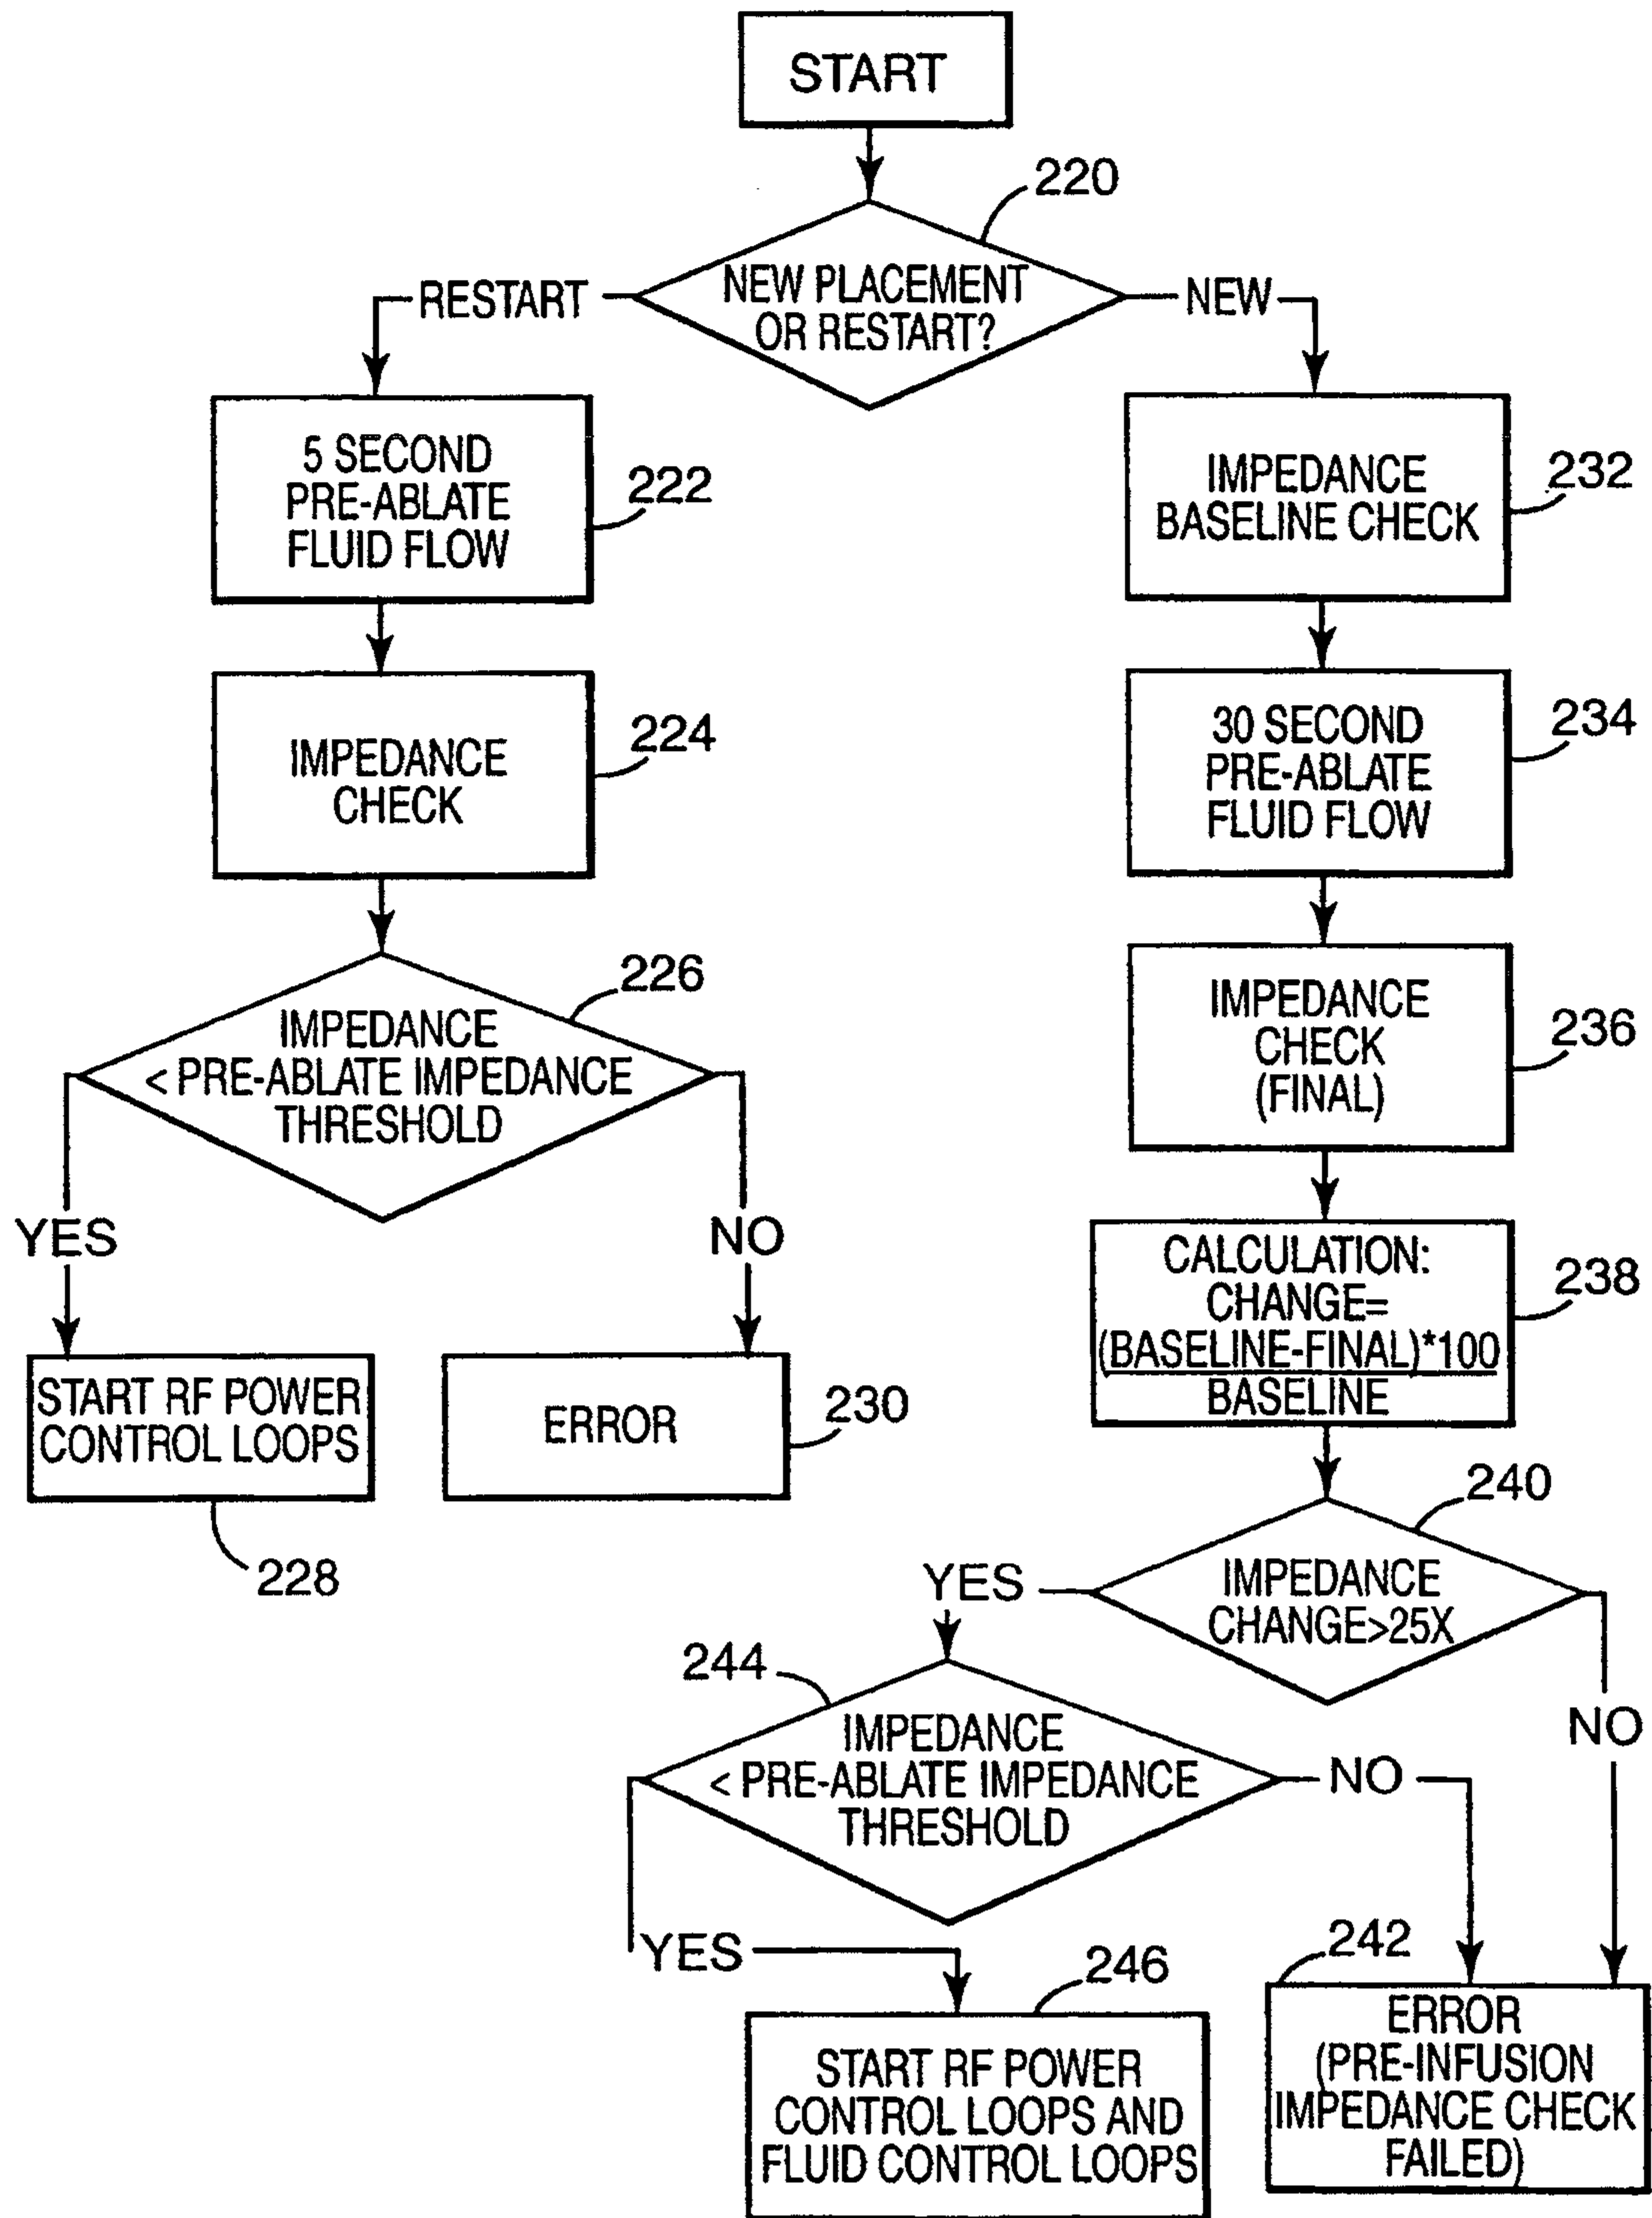 START
220
NEW PLACEMENT
OR RESTART?
RESTART
NEW
5 SECOND
PRE-ABLATE
FLUID FLOW
222
IMPEDANCE
BASELINE CHECK
232
IMPEDANCE
CHECK
224
30 SECOND
PRE-ABLATE
FLUID FLOW
234
226
IMPEDANCE
< PRE-ABLATE IMPEDANCE
THRESHOLD
IMPEDANCE
CHECK
(FINAL)
236
YES
NO
CALCULATION:
CHANGE=
(BASELINE-FINAL)*100
BASELINE
238
START RF POWER
CONTROL LOOPS
228
ERROR
230
240
IMPEDANCE
CHANGE>25X
YES
NO
244
IMPEDANCE
< PRE-ABLATE IMPEDANCE
THRESHOLD
NO
YES
246
START RF POWER
CONTROL LOOPS AND
FLUID CONTROL LOOPS
242
ERROR
(PRE-INFUSION
IMPEDANCE CHECK
FAILED)